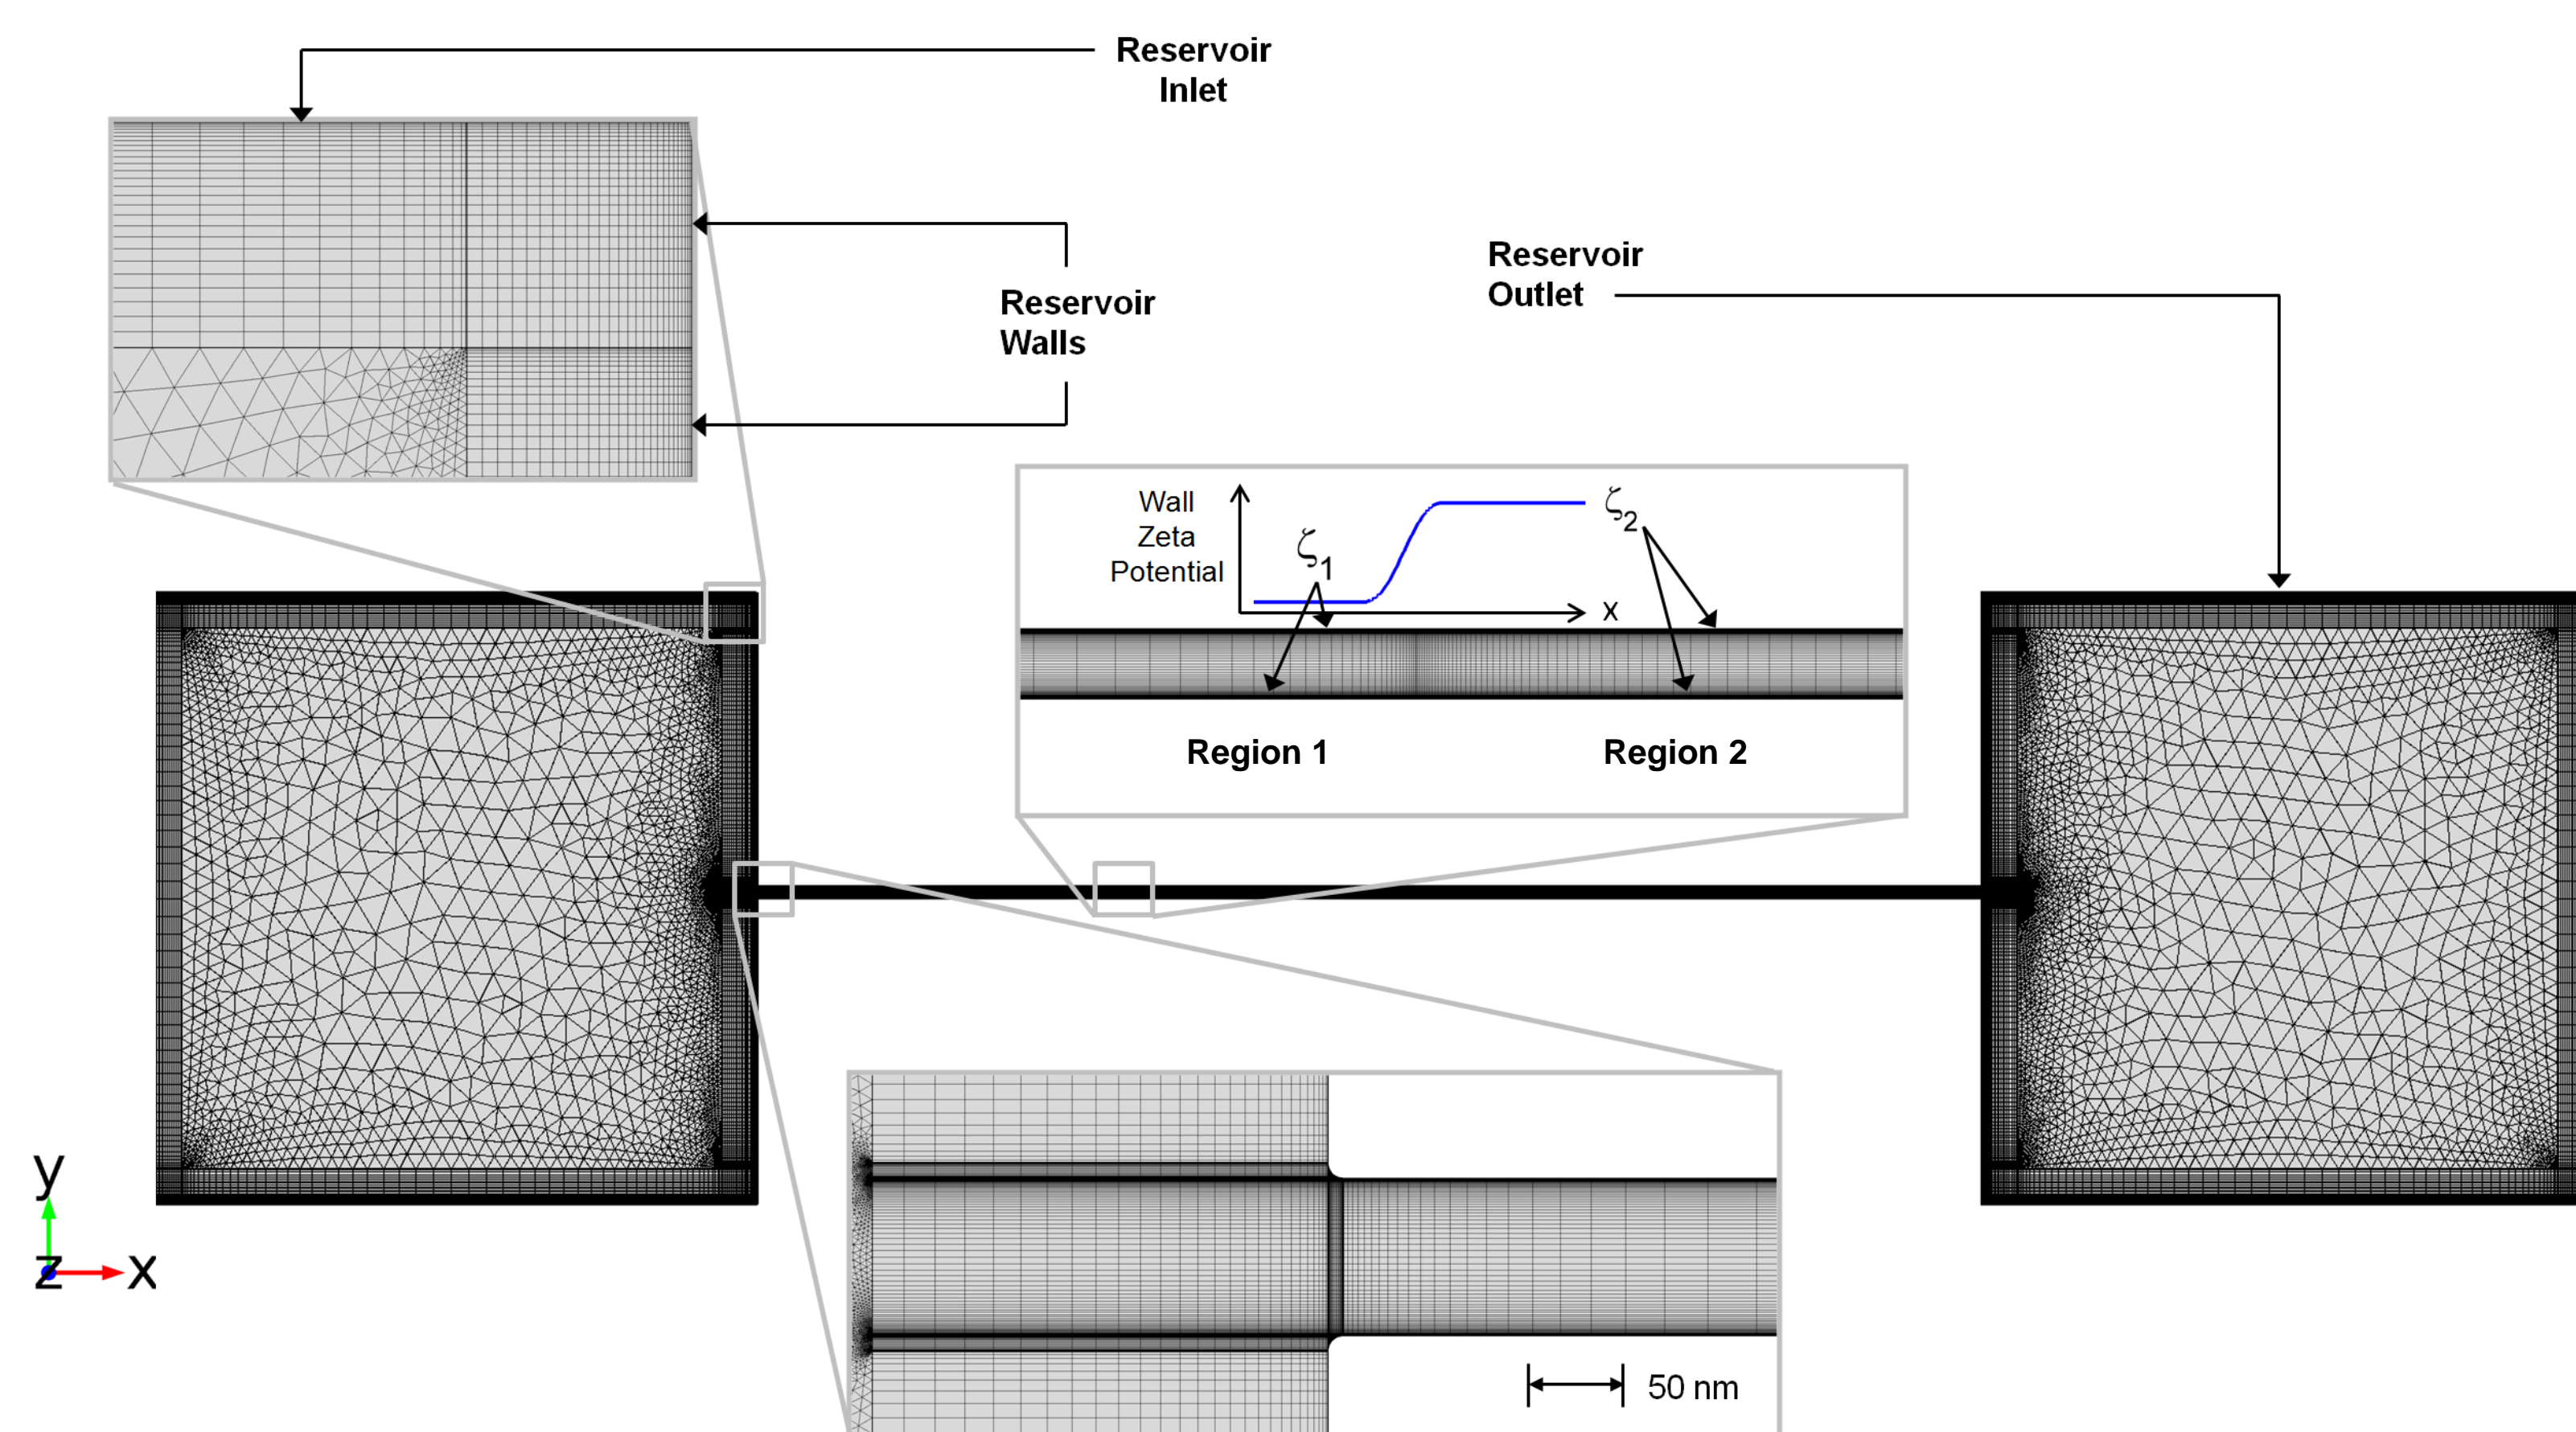 Reservoir
Inlet
Reservoir
Walls
Reservoir
Outlet
Wall
Zeta
Potential
ζ1
ζ2
x
Region 1
Region 2
y
z
x
50 nm